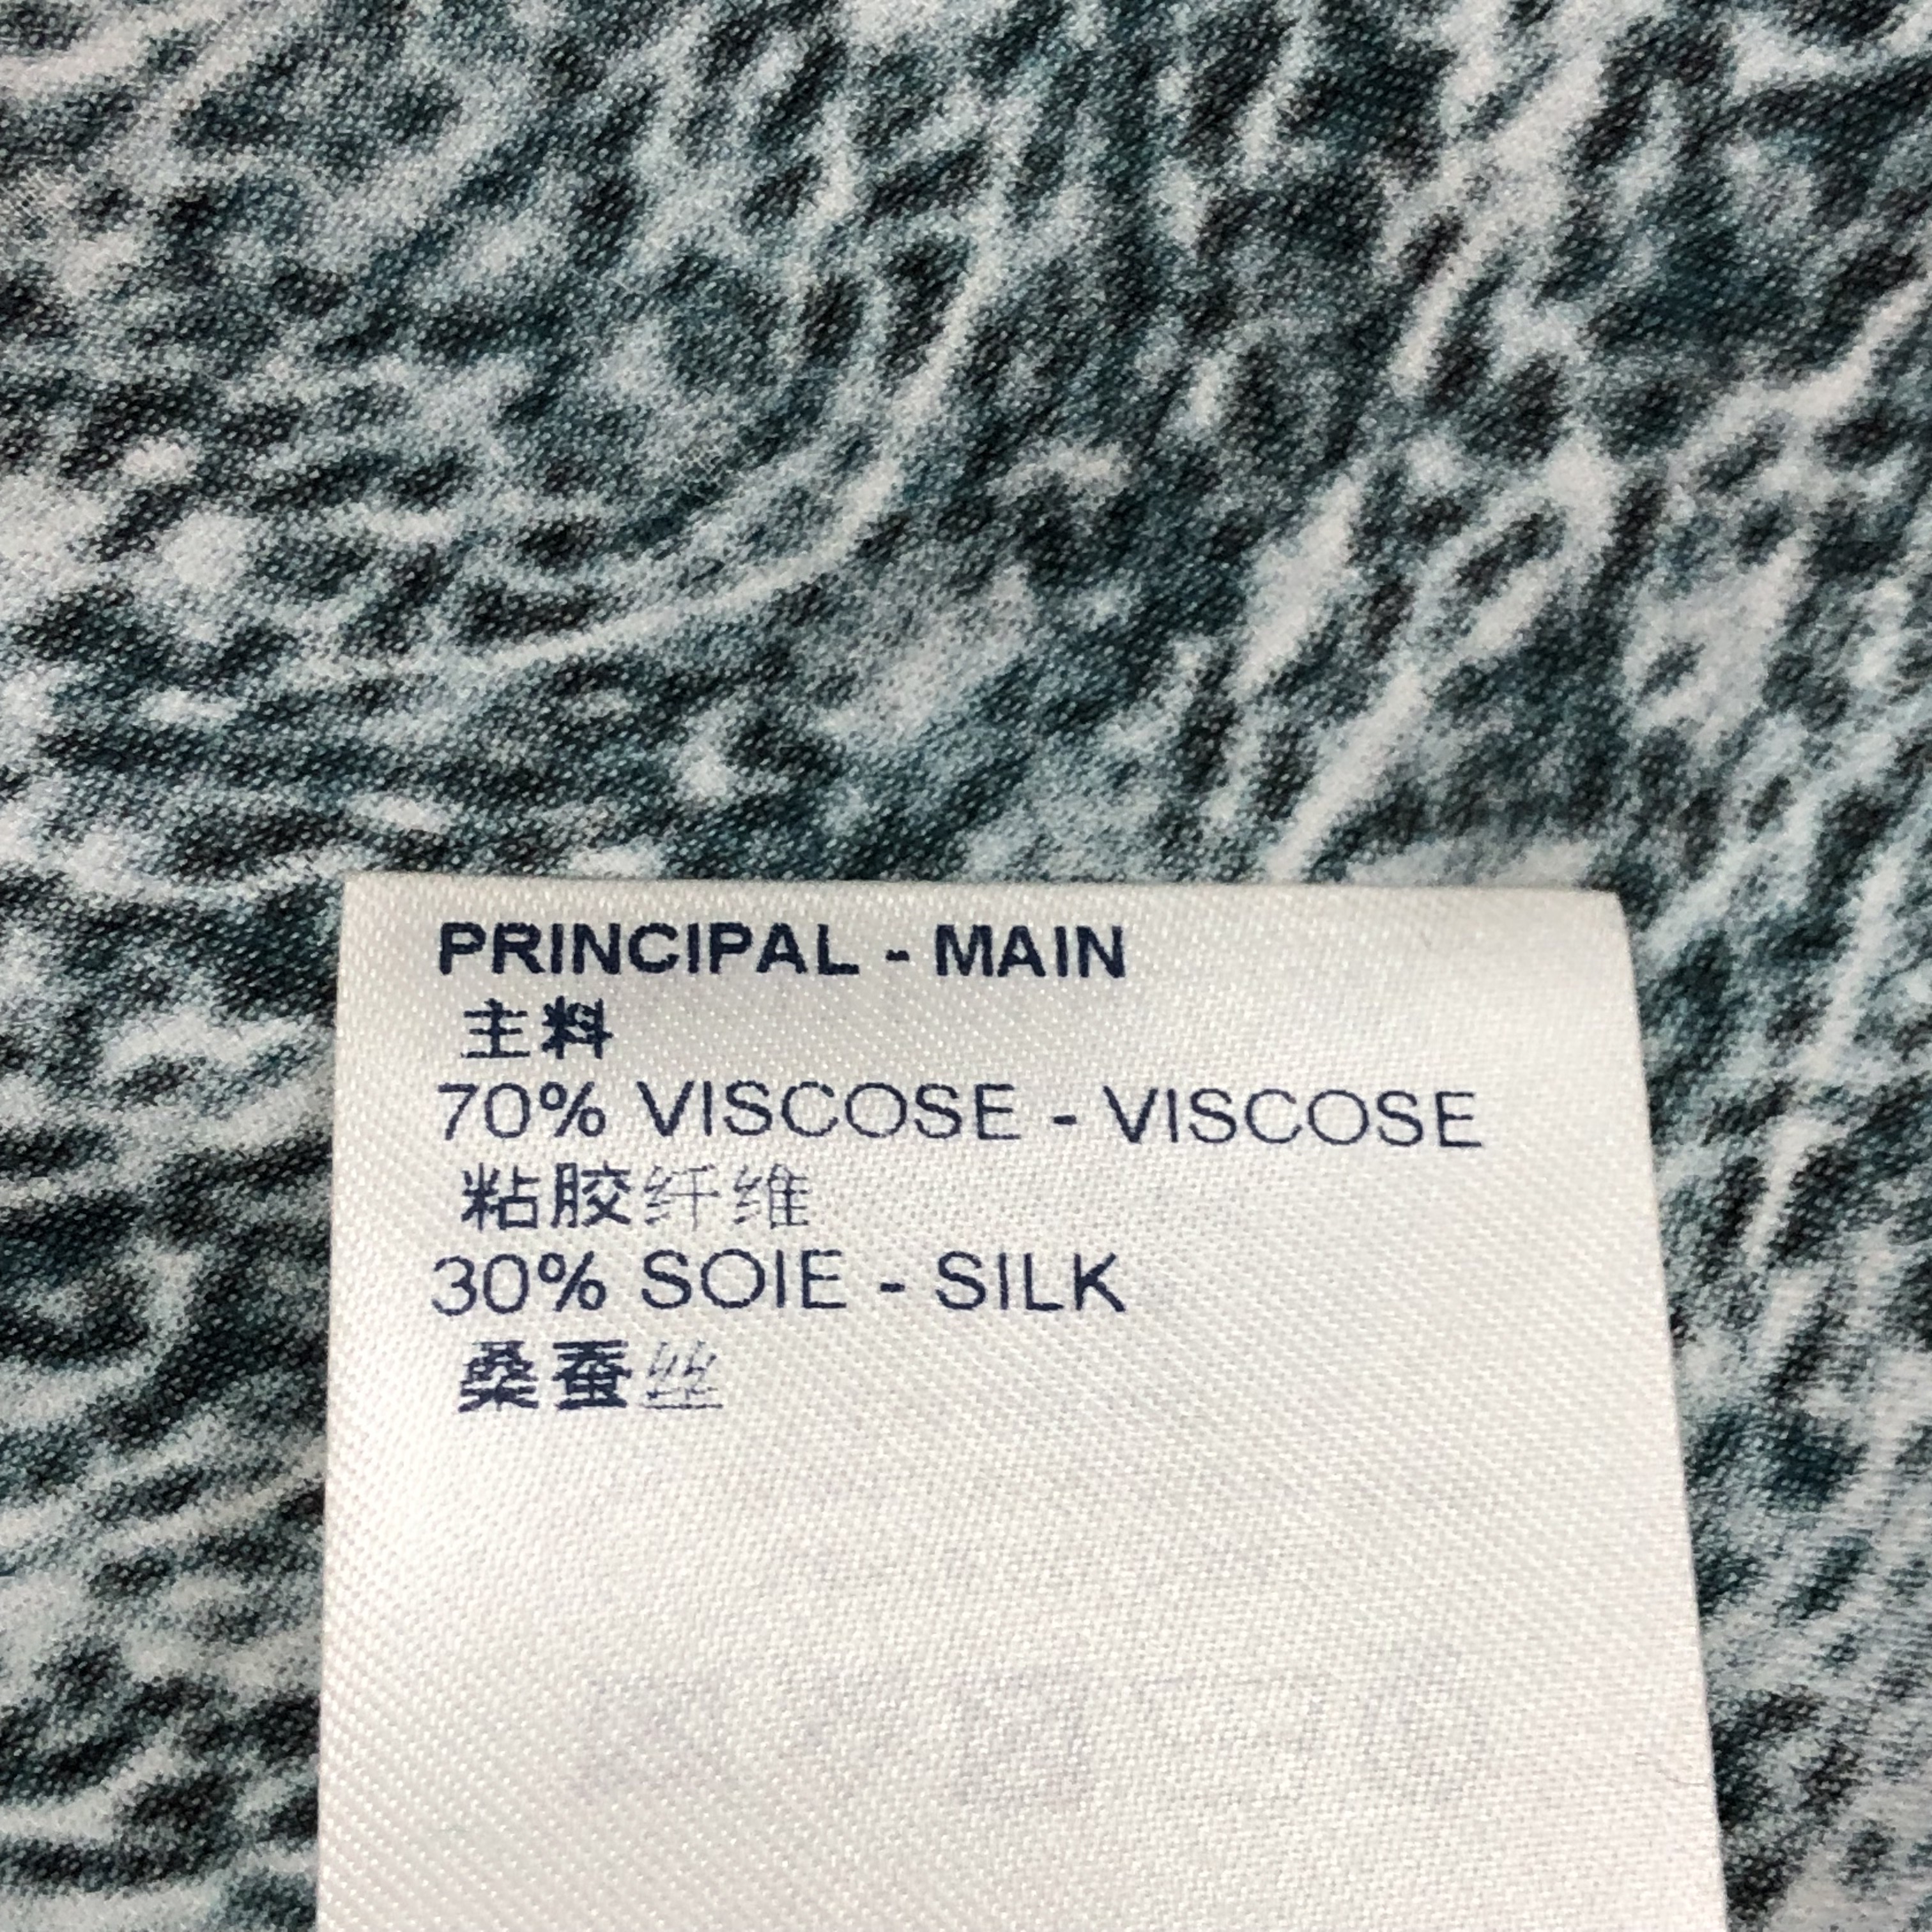 PRINCIPAL - MAIN
主料
70% VISCOSE - VISCOSE
粘胶纤维
30% SOIE - SILK
桑蚕丝